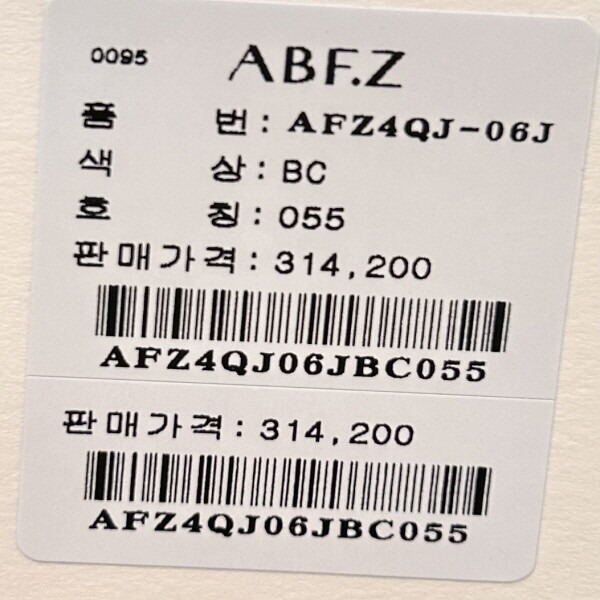 0095 ABF.Z
품 번 : AFZ4QJ-06J
색 상 : BC
호 칭 : 055
판매가격 : 314,200
AFZ4QJ06JBC055
판매가격 : 314,200
AFZ4QJ06JBC055